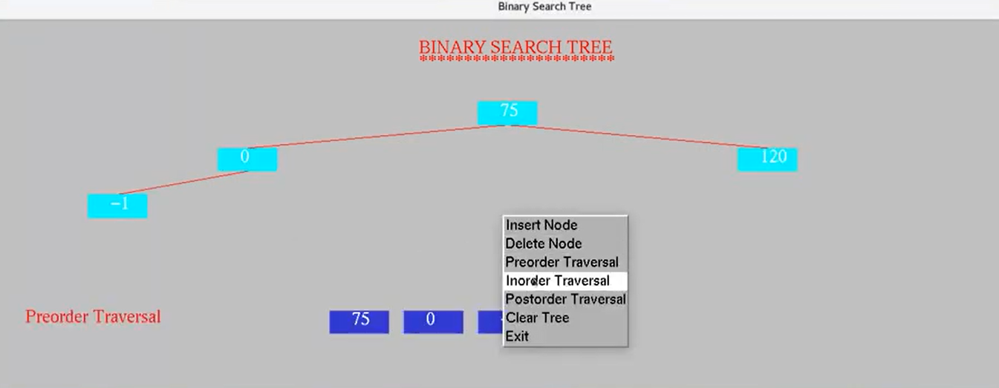 Binary Search Tree
BINARY SEARCH TREE
**********************
75
0
120
−1
Insert Node
Delete Node
Preorder Traversal
Inorder Traversal
Postorder Traversal
Clear Tree
Exit
Preorder Traversal
75 0